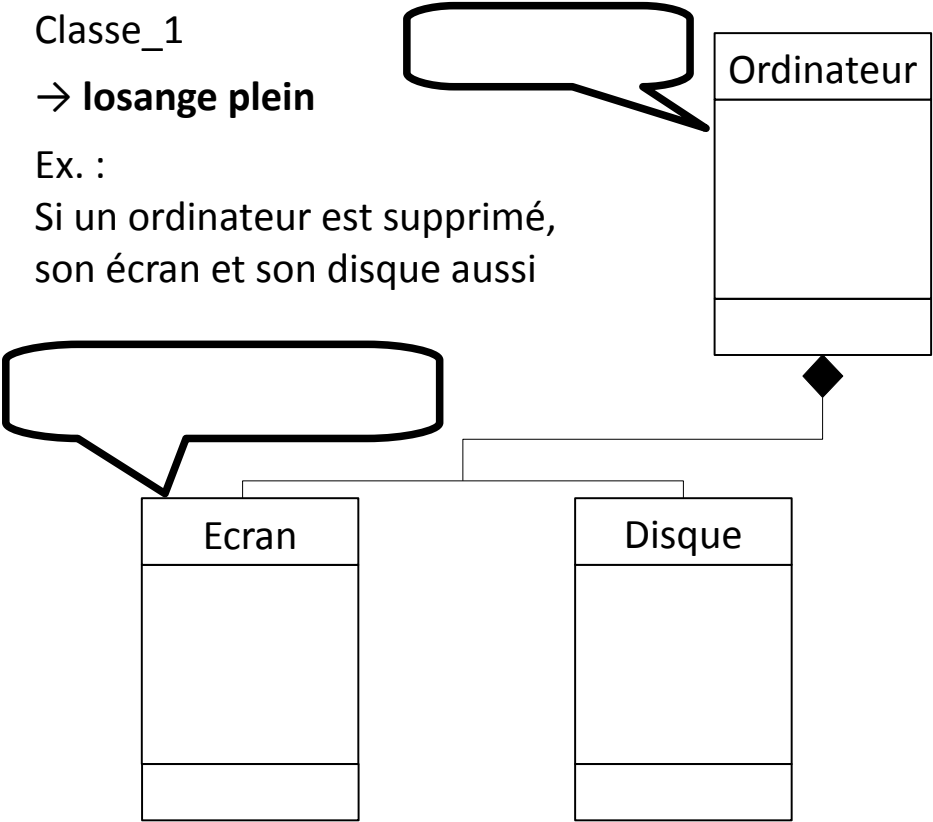 Classe_1
→ losange plein
Ex. :
Si un ordinateur est supprimé,
son écran et son disque aussi
Ordinateur
Ecran
Disque